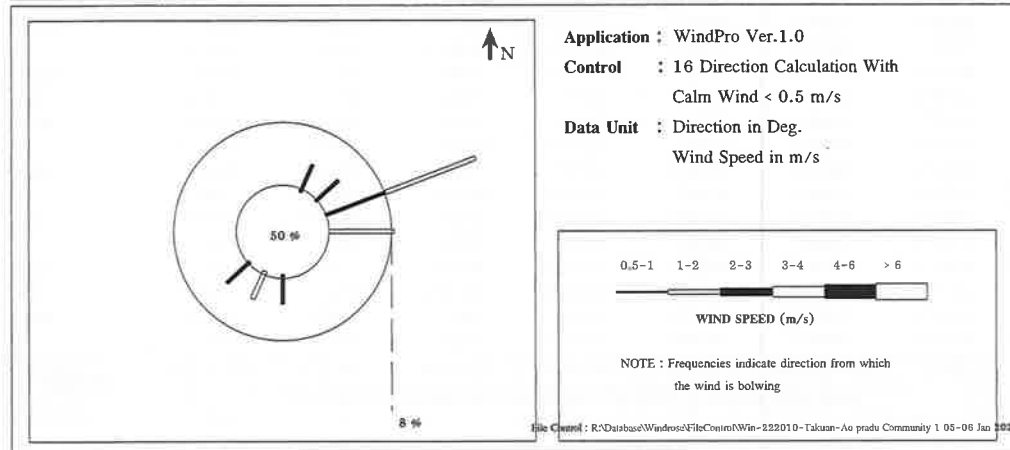 N
50 %
8 %
Application : WindPro Ver.1.0
Control : 16 Direction Calculation With
Calm Wind < 0.5 m/s
Data Unit : Direction in Deg.
Wind Speed in m/s
0.5-1 1-2 2-3 3-4 4-6 > 6
WIND SPEED (m/s)
NOTE : Frequencies indicate direction from which
the wind is bolwing
File Control : R:\Database\Windrose\FileControl\Win-222010-Takuan-Ao pradu Community 1 05-06 Jan